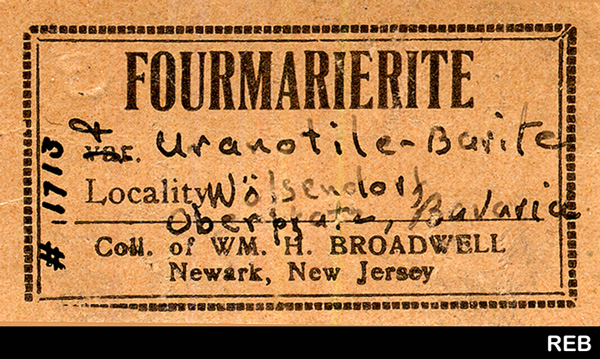 FOURMARIERITE
& var. Uranotile-Barite
Locality Wölsendorf
Oberpfalz, Bavaria
Coll. of WM. H. BROADWELL
Newark, New Jersey
# 1713
REB